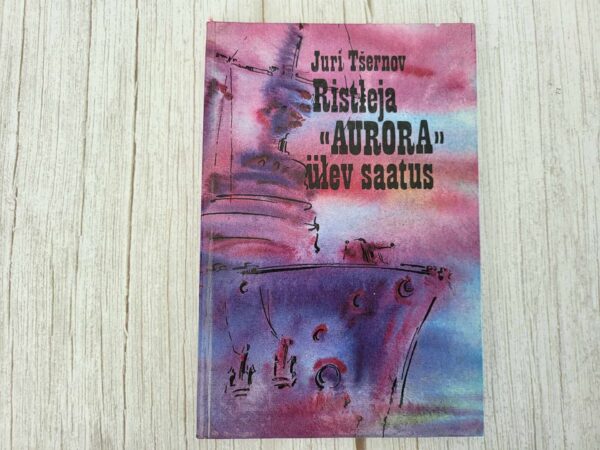 Juri Tšernov
Ristleja
«AURORA»
ülev saatus